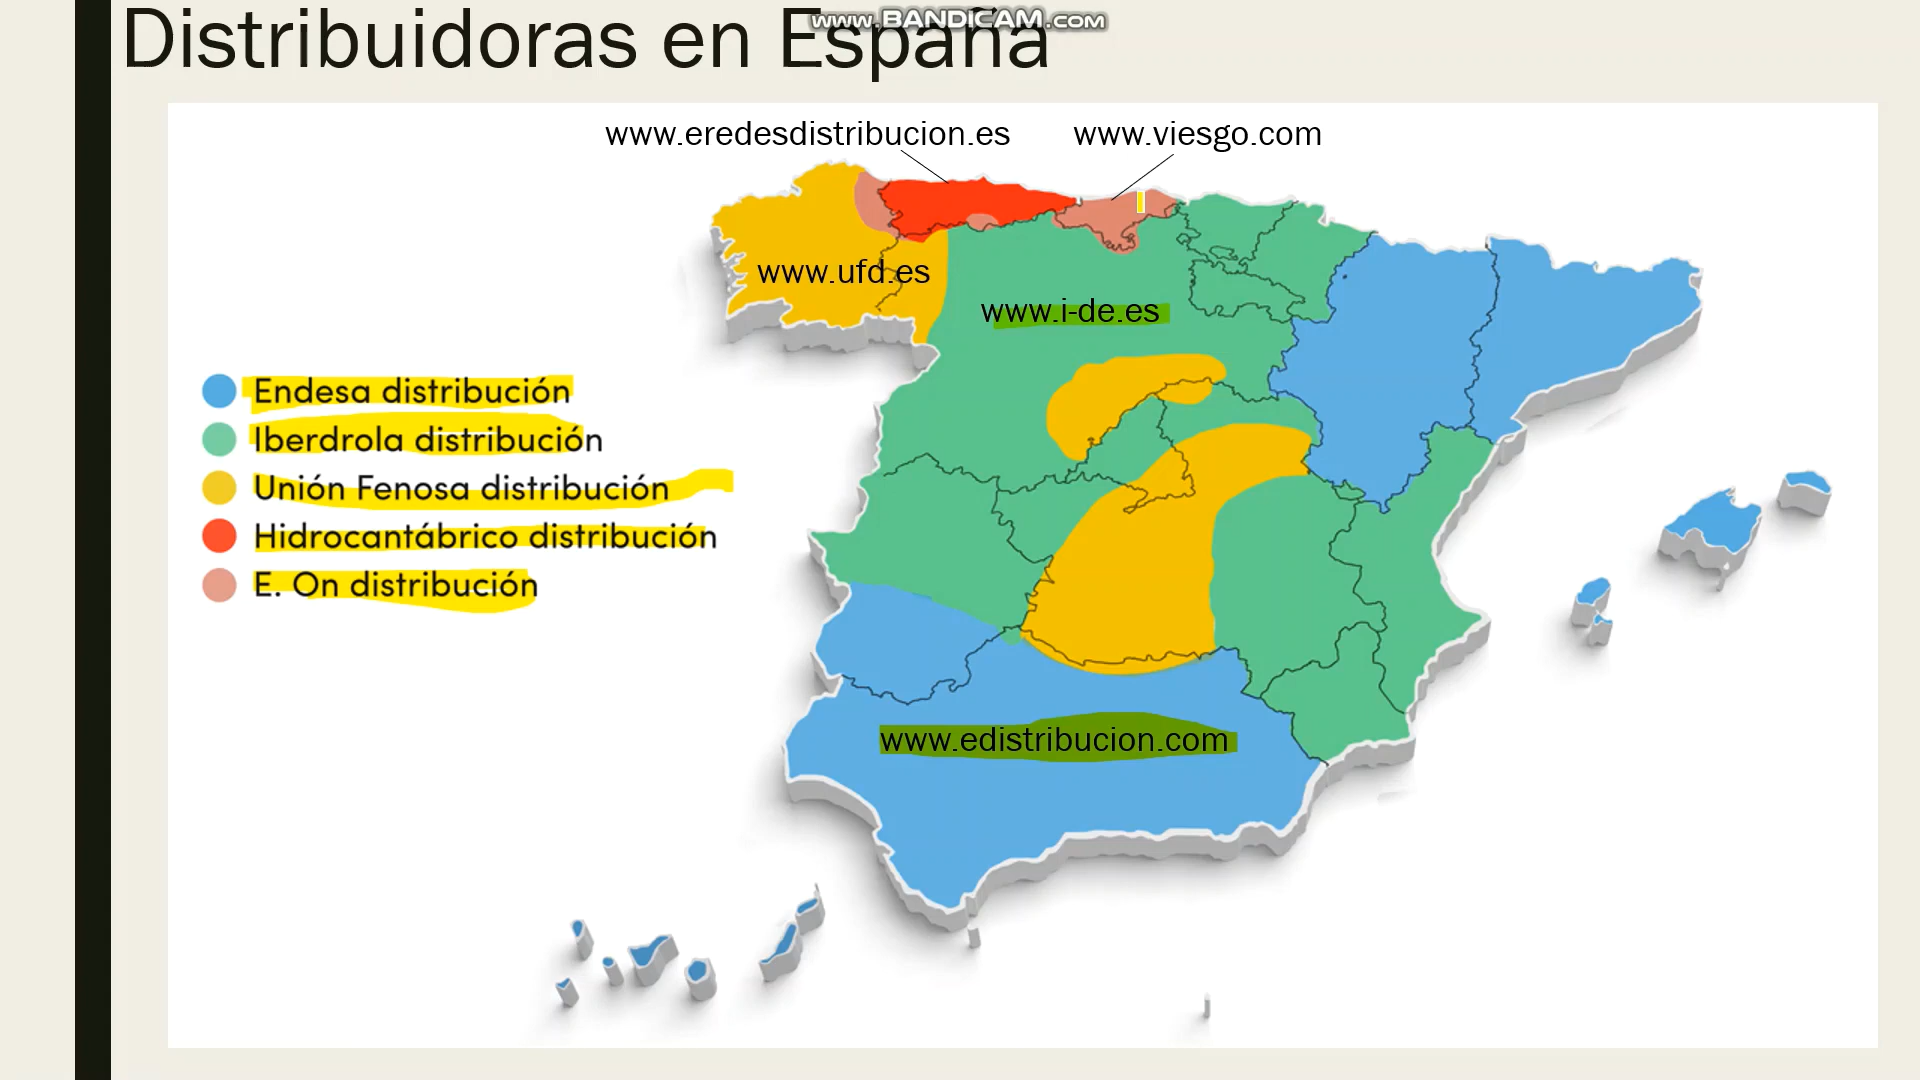 www.BANDICAM.com
Distribuidoras en España
www.eredesdistribucion.es
www.viesgo.com
www.ufd.es
www.i-de.es
Endesa distribución
Iberdrola distribución
Unión Fenosa distribución
Hidrocantábrico distribución
E. On distribución
www.edistribucion.com